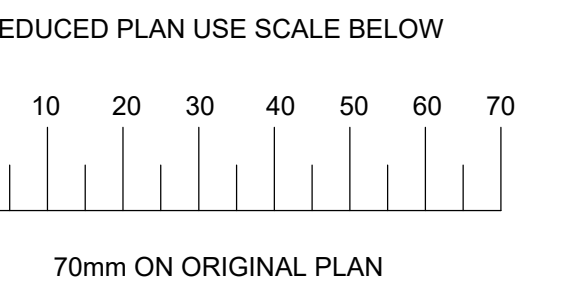 EDUCED PLAN USE SCALE BELOW
10 20 30 40 50 60 70
70mm ON ORIGINAL PLAN